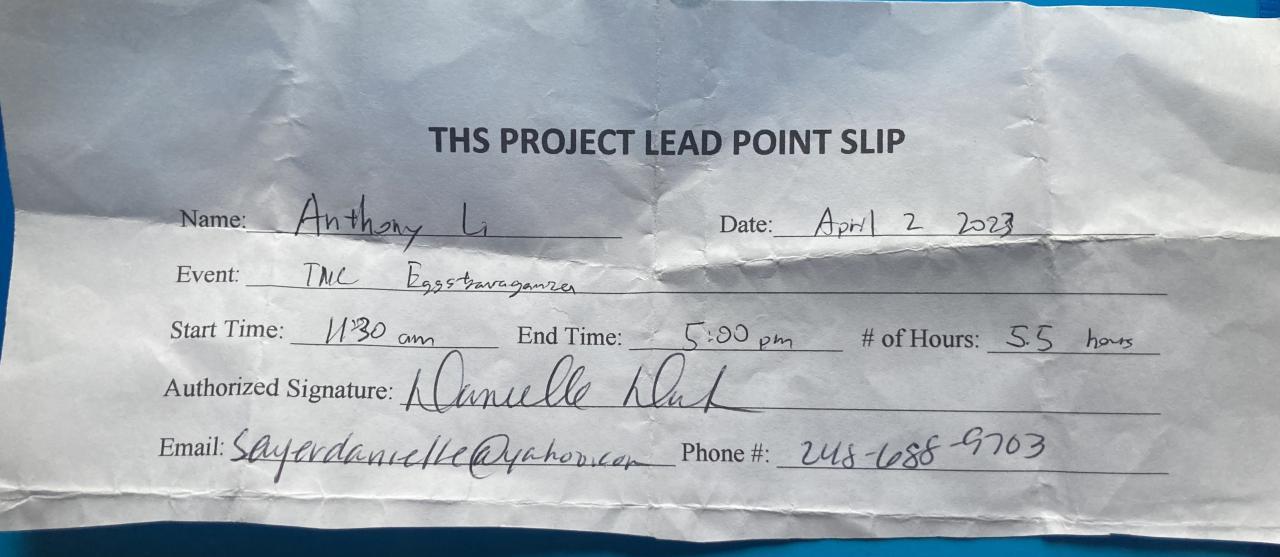 THS PROJECT LEAD POINT SLIP
Name: Anthony Li Date: April 2 2023
Event: TMC Eggstravaganza
Start Time: 11:30 am End Time: 5:00 pm # of Hours: 5.5 hours
Authorized Signature: Danielle
Email: sayerdanielle@yahoo.com Phone #: 248-688-9703